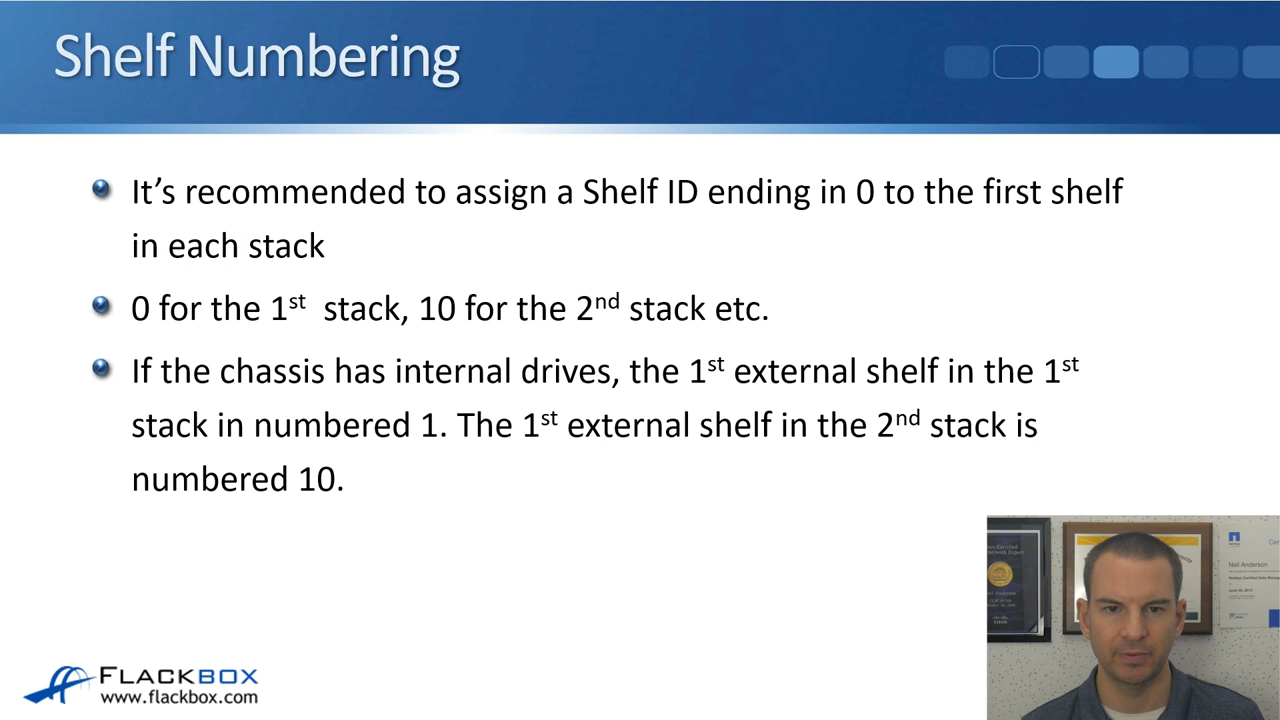 Shelf Numbering
It's recommended to assign a Shelf ID ending in 0 to the first shelf
in each stack
0 for the 1st stack, 10 for the 2nd stack etc.
If the chassis has internal drives, the 1st external shelf in the 1st
stack in numbered 1. The 1st external shelf in the 2nd stack is
numbered 10.
Neil Anderson
FLACKBOX
www.flackbox.com